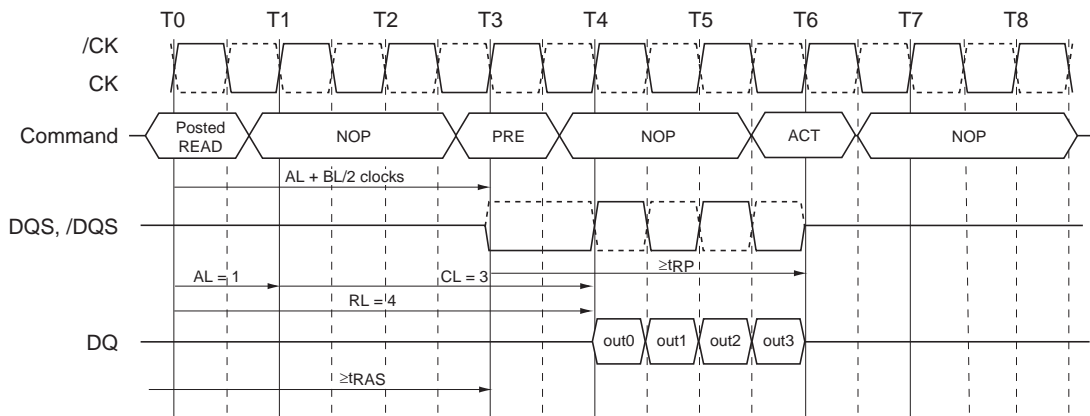 T0 T1 T2 T3 T4 T5 T6 T7 T8
/CK
CK
Command
Posted
READ
NOP
PRE
NOP
ACT
NOP
AL + BL/2 clocks
DQS, /DQS
≥tRP
AL = 1
CL = 3
RL = 4
DQ
out0 out1 out2 out3
≥tRAS